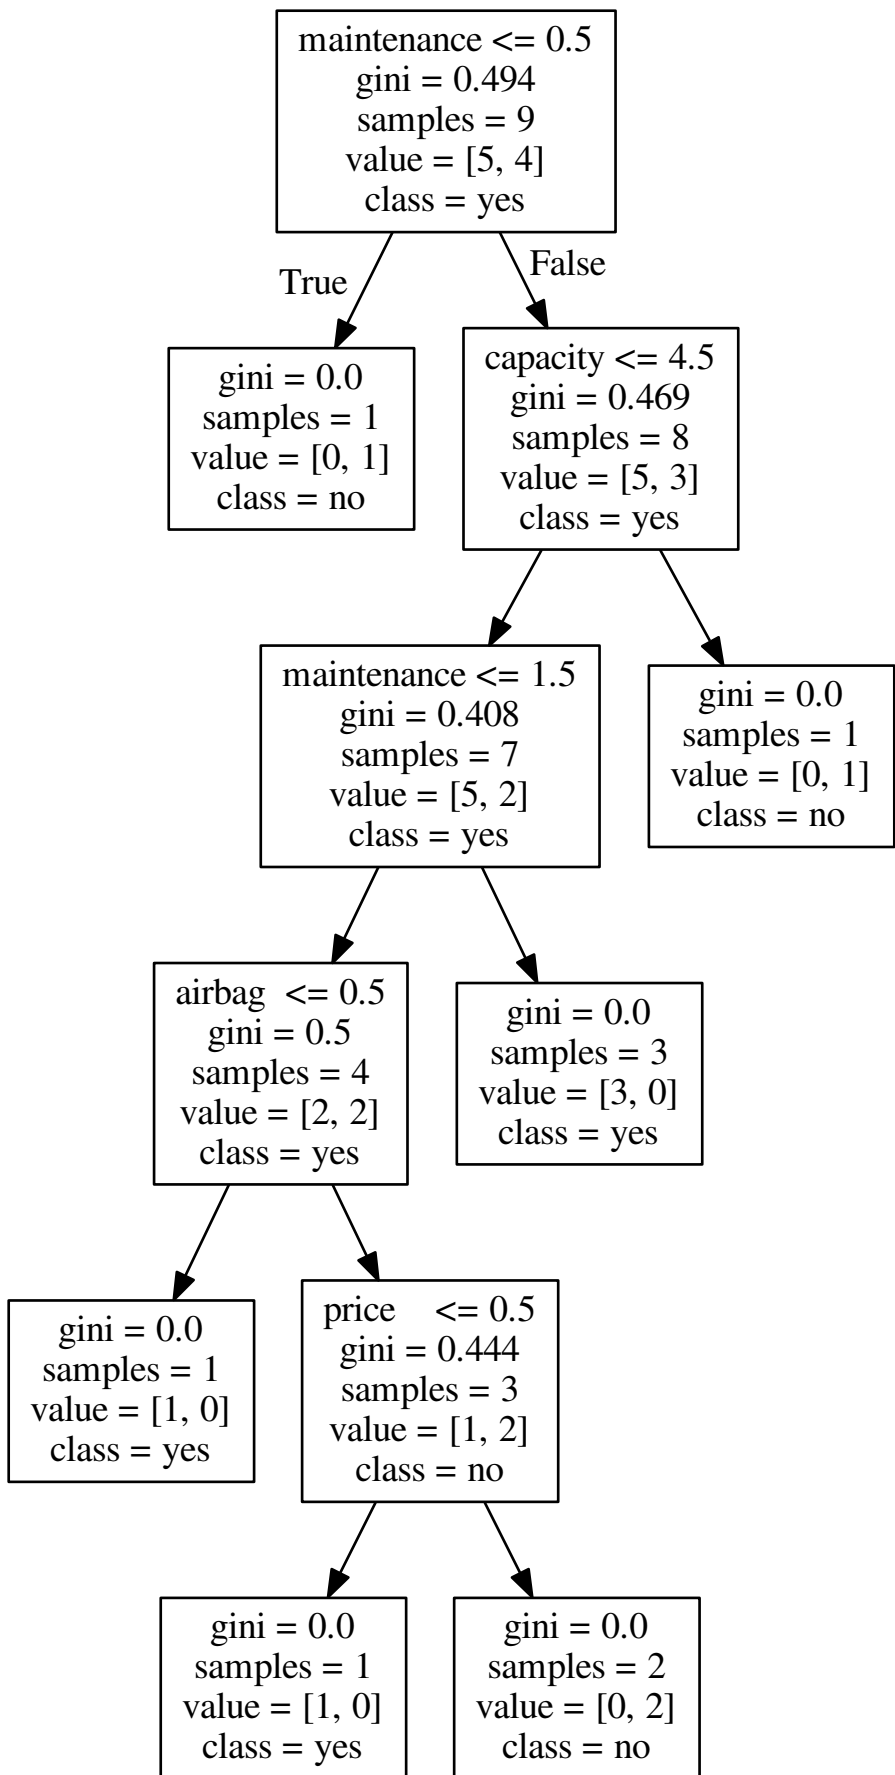 maintenance <= 0.5
gini = 0.494
samples = 9
value = [5, 4]
class = yes
True
False
gini = 0.0
samples = 1
value = [0, 1]
class = no
capacity <= 4.5
gini = 0.469
samples = 8
value = [5, 3]
class = yes
maintenance <= 1.5
gini = 0.408
samples = 7
value = [5, 2]
class = yes
gini = 0.0
samples = 1
value = [0, 1]
class = no
airbag  <= 0.5
gini = 0.5
samples = 4
value = [2, 2]
class = yes
gini = 0.0
samples = 3
value = [3, 0]
class = yes
gini = 0.0
samples = 1
value = [1, 0]
class = yes
price    <= 0.5
gini = 0.444
samples = 3
value = [1, 2]
class = no
gini = 0.0
samples = 1
value = [1, 0]
class = yes
gini = 0.0
samples = 2
value = [0, 2]
class = no